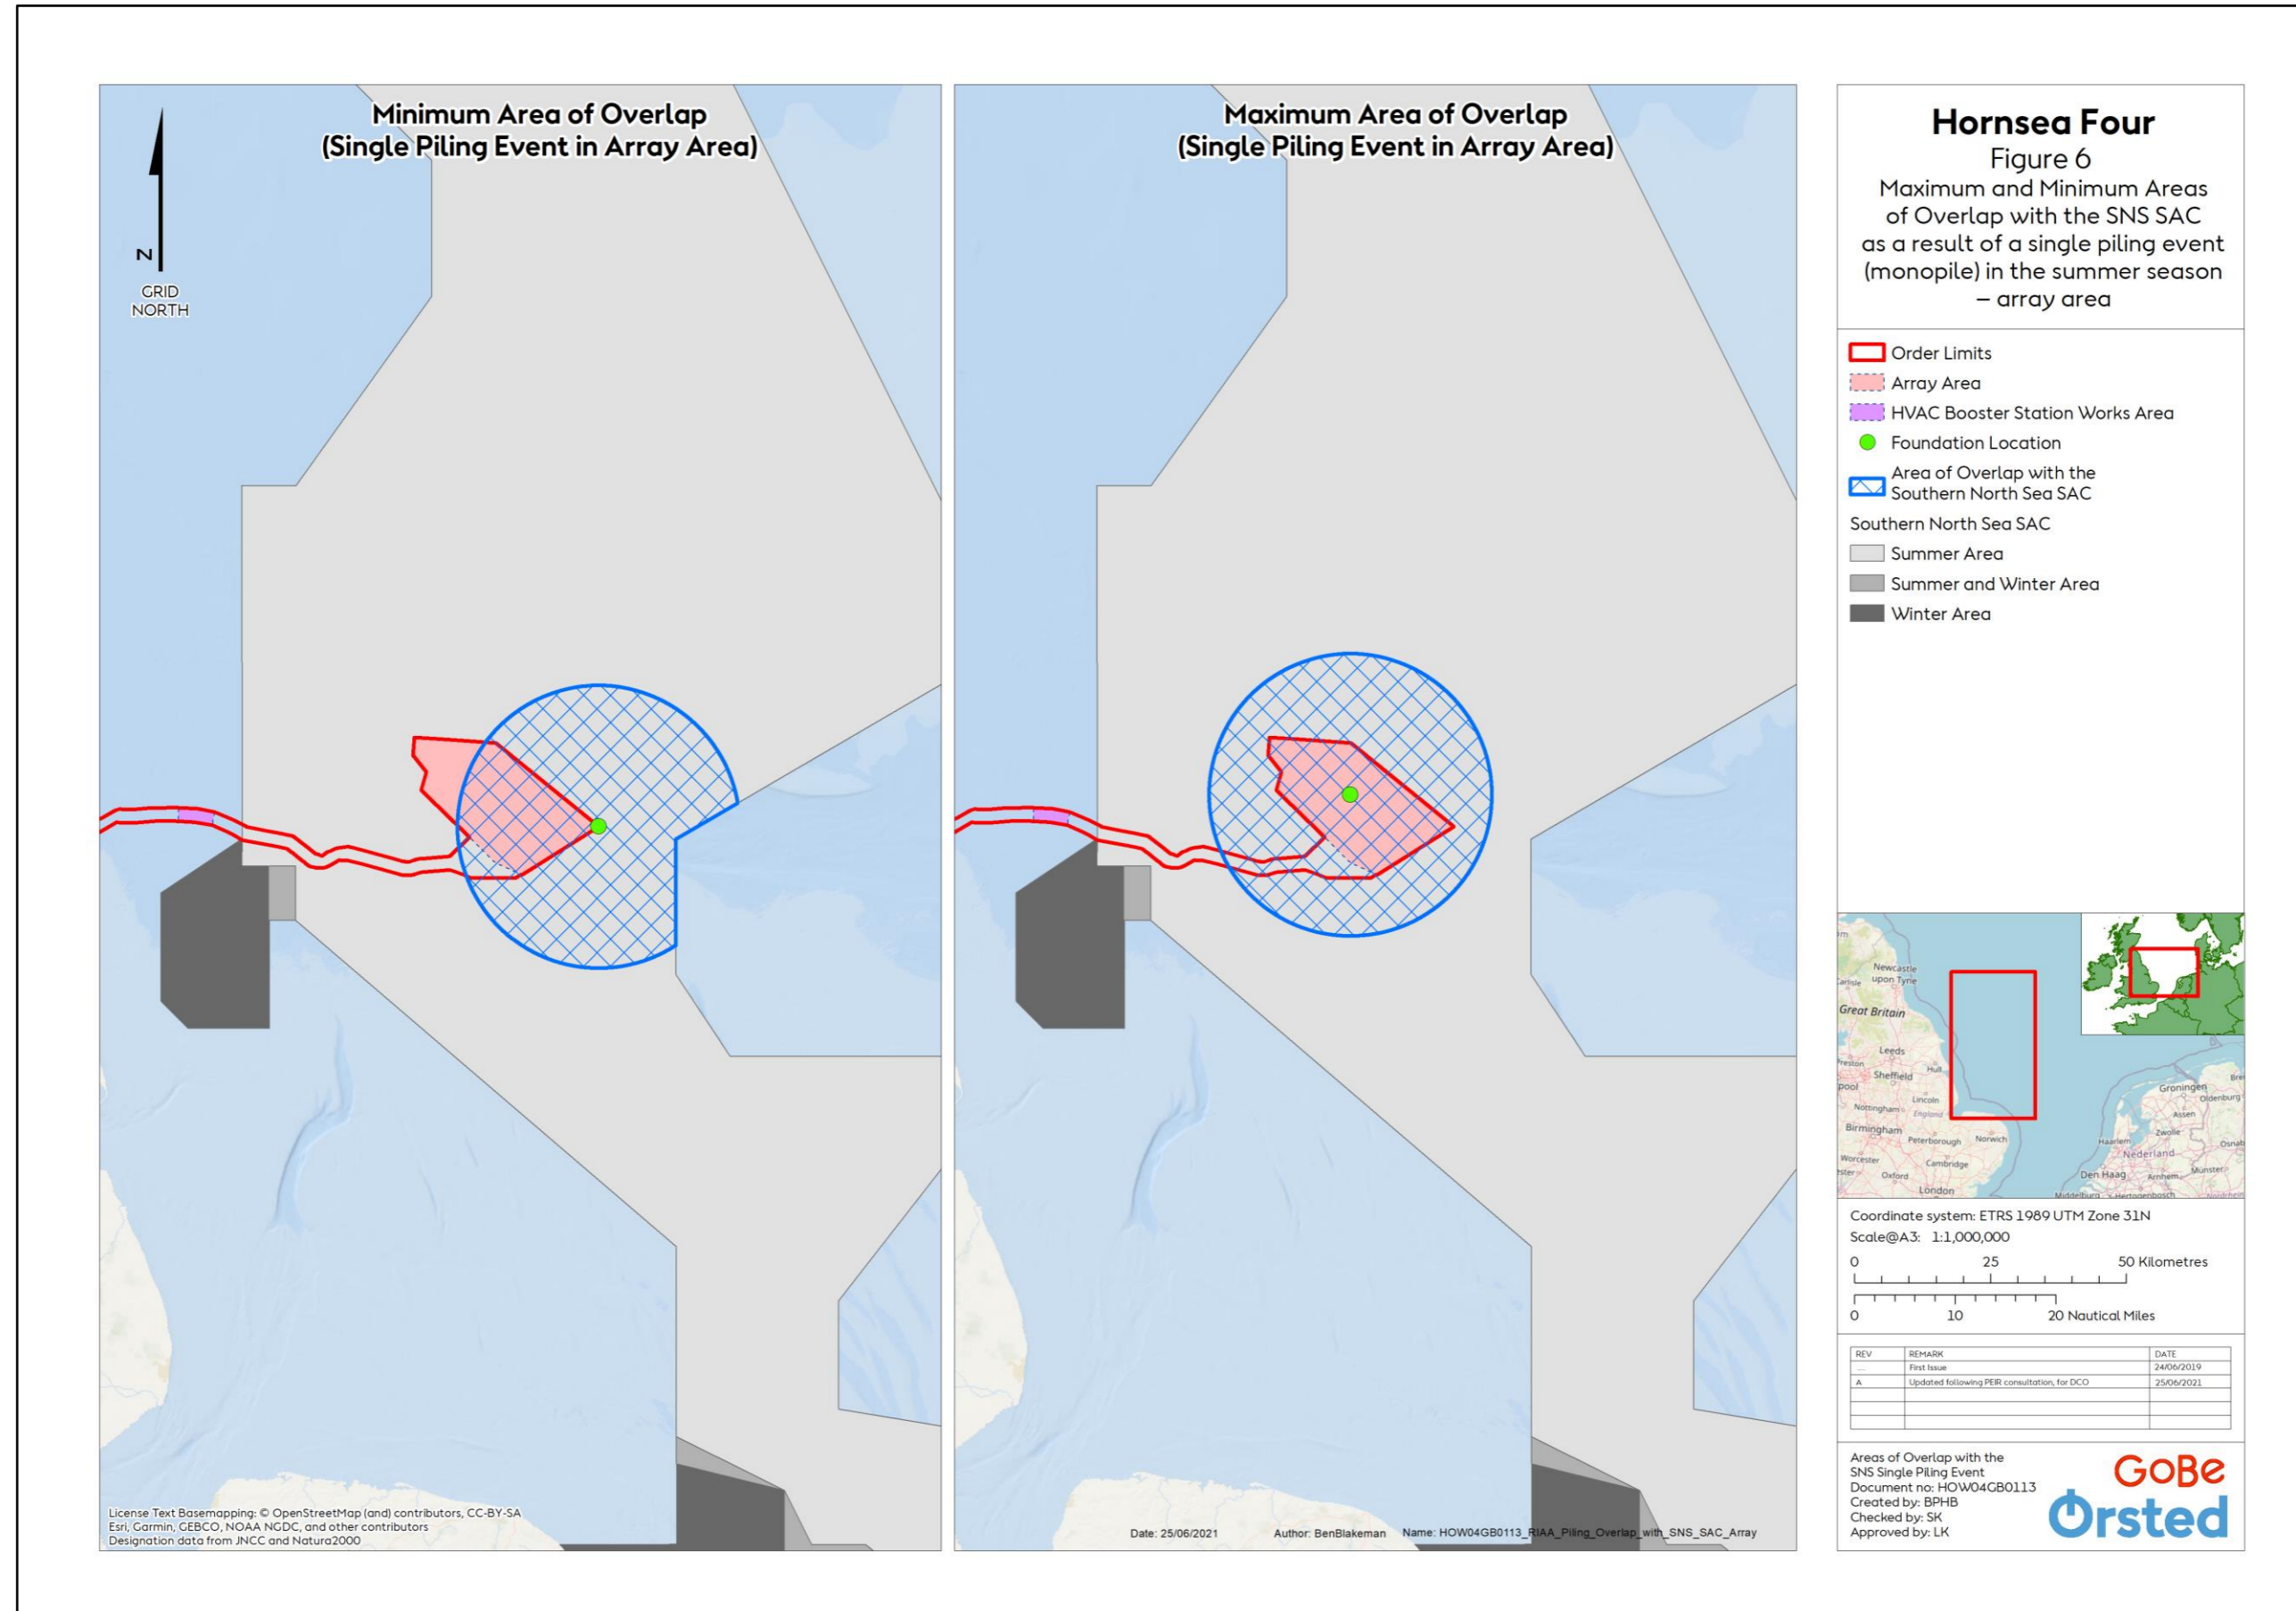 Minimum Area of Overlap
(Single Piling Event in Array Area)
N
GRID
NORTH
License Text Basemapping: © OpenStreetMap (and) contributors, CC-BY-SA
Esri, Garmin, GEBCO, NOAA NGDC, and other contributors
Designation data from JNCC and Natura2000
Maximum Area of Overlap
(Single Piling Event in Array Area)
Date: 25/06/2021 Author: BenBlakeman Name: HOW04GB0113_RIAA_Piling_Overlap_with_SNS_SAC_Array
Hornsea Four
Figure 6
Maximum and Minimum Areas
of Overlap with the SNS SAC
as a result of a single piling event
(monopile) in the summer season
– array area
Order Limits
Array Area
HVAC Booster Station Works Area
Foundation Location
Area of Overlap with the
Southern North Sea SAC
Southern North Sea SAC
Summer Area
Summer and Winter Area
Winter Area
Newcastle
upon Tyne
Carlisle
Great Britain
Leeds
Preston
Hull
Sheffield
pool
Lincoln
Nottingham
England
Birmingham
Peterborough
Norwich
Worcester
Cambridge
Oxford
London
Groningen
Oldenburg
Assen
Zwolle
Haarlem
Osnab
Nederland
Den Haag
Arnhem
Münster
Middelburg
's-Hertogenbosch
Coordinate system: ETRS 1989 UTM Zone 31N
Scale@A3: 1:1,000,000
0 25 50 Kilometres
0 10 20 Nautical Miles
REV REMARK DATE
.... First Issue 24/06/2019
A Updated following PEIR consultation, for DCO 25/06/2021
Areas of Overlap with the
SNS Single Piling Event
Document no: HOW04GB0113
Created by: BPHB
Checked by: SK
Approved by: LK
GoBe
Ørsted